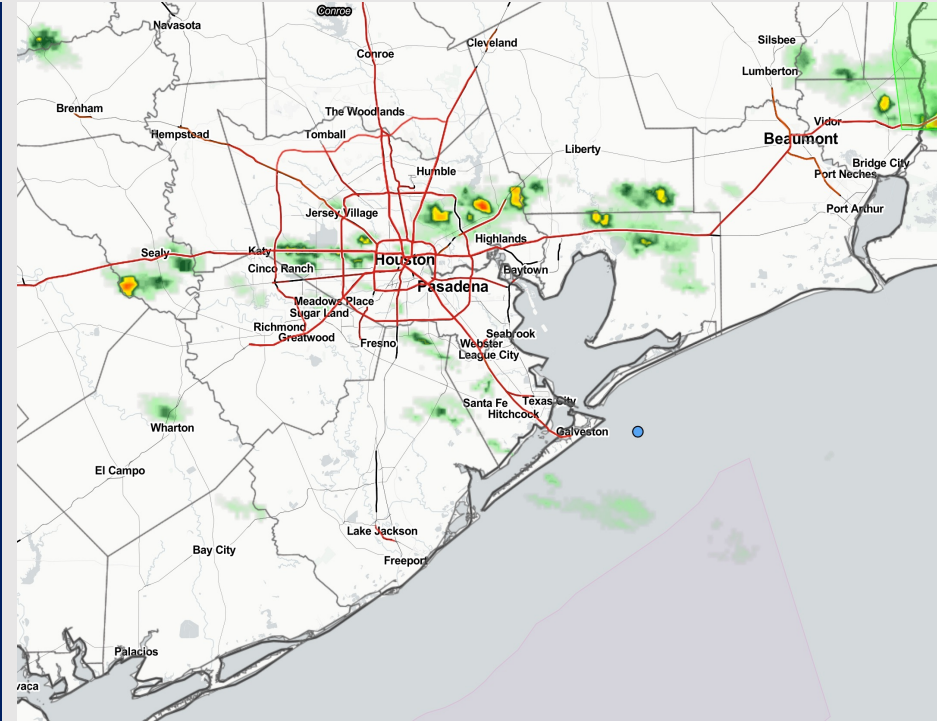 Conroe
Navasota
Silsbee
Cleveland
Conroe
Lumberton
Brenham
The Woodlands
Vidor
Hempstead
Tomball
Beaumont
Liberty
Bridge City
Humble
Port Neches
Jersey Village
Port Arthur
Highlands
Sealy
Katy
Houston
Cinco Ranch
Baytown
Pasadena
Meadows Place
Sugar Land
Richmond
Greatwood
Seabrook
Fresno
Webster
League City
Santa Fe
Texas City
Hitchcock
Wharton
Galveston
El Campo
Lake Jackson
Bay City
Freeport
Palacios
vaca